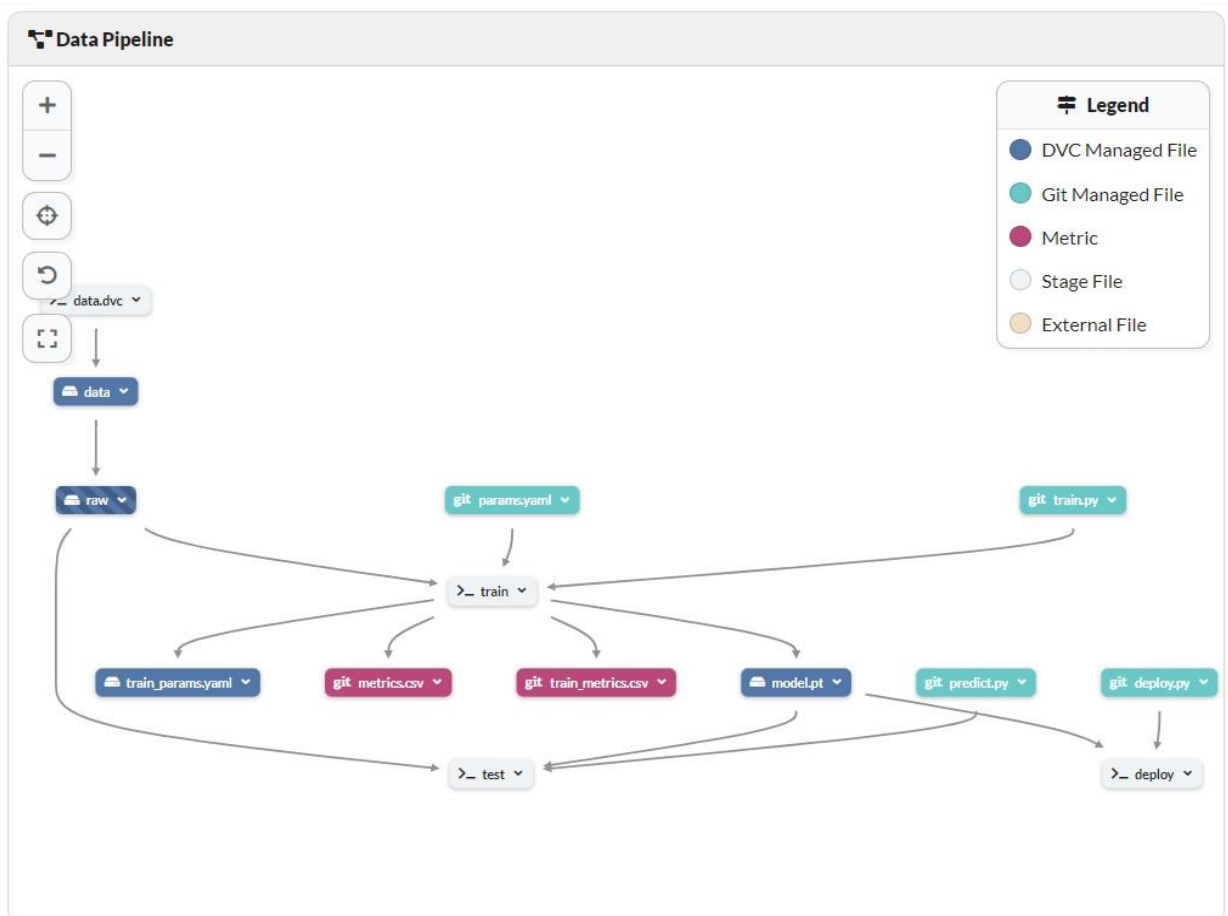 Data Pipeline
Legend
DVC Managed File
Git Managed File
Metric
Stage File
External File
>_ data.dvc
data
raw
git params.yaml
git train.py
>_ train
train_params.yaml
git metrics.csv
git train_metrics.csv
model.pt
git predict.py
git deploy.py
>_ test
>_ deploy